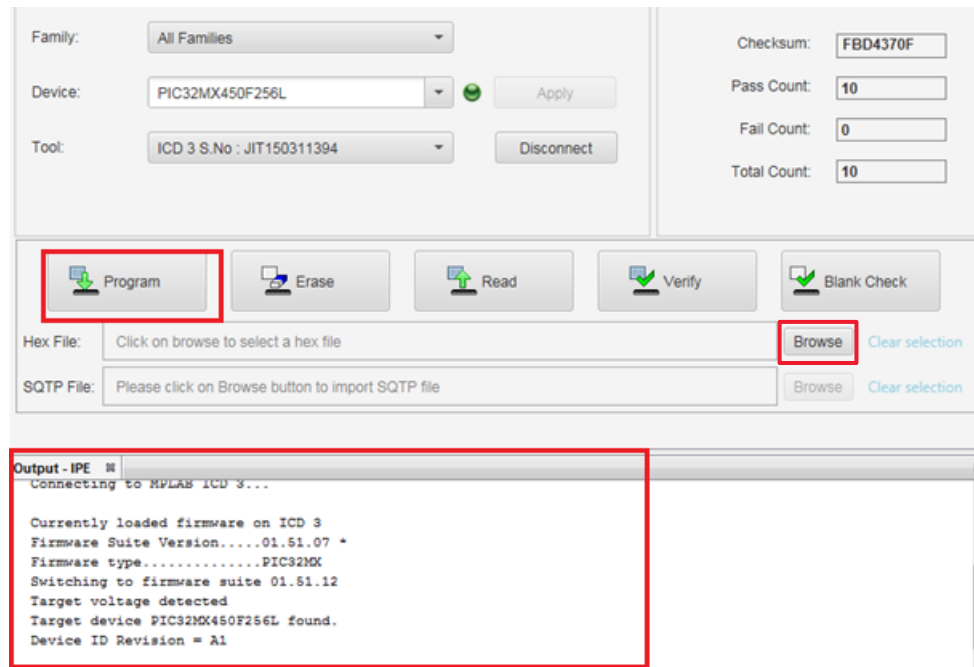 Family: All Families
Device: PIC32MX450F256L Apply
Tool: ICD 3 S.No : JIT150311394 Disconnect
Checksum: FBD4370F
Pass Count: 10
Fail Count: 0
Total Count: 10
Program Erase Read Verify Blank Check
Hex File: Click on browse to select a hex file Browse Clear selection
SQTP File: Please click on Browse button to import SQTP file Browse Clear selection
Output - IPE
Connecting to MPLAB ICD 3...
Currently loaded firmware on ICD 3
Firmware Suite Version.....01.51.07 *
Firmware type..............PIC32MX
Switching to firmware suite 01.51.12
Target voltage detected
Target device PIC32MX450F256L found.
Device ID Revision = A1